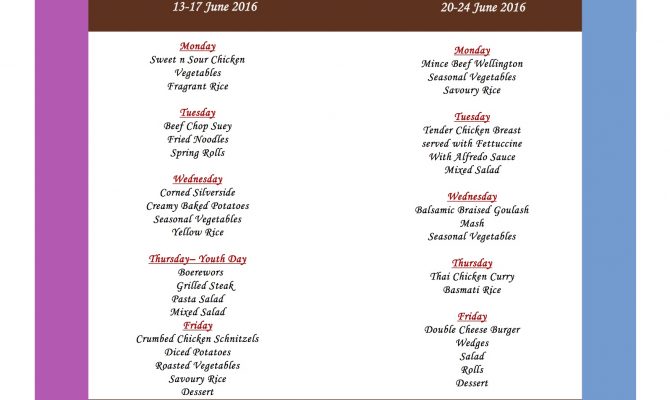 13-17 June 2016
Monday
Sweet n Sour Chicken
Vegetables
Fragrant Rice
Tuesday
Beef Chop Suey
Fried Noodles
Spring Rolls
Wednesday
Corned Silverside
Creamy Baked Potatoes
Seasonal Vegetables
Yellow Rice
Thursday– Youth Day
Boerewors
Grilled Steak
Pasta Salad
Mixed Salad
Friday
Crumbed Chicken Schnitzels
Diced Potatoes
Roasted Vegetables
Savoury Rice
Dessert
20-24 June 2016
Monday
Mince Beef Wellington
Seasonal Vegetables
Savoury Rice
Tuesday
Tender Chicken Breast
served with Fettuccine
With Alfredo Sauce
Mixed Salad
Wednesday
Balsamic Braised Goulash
Mash
Seasonal Vegetables
Thursday
Thai Chicken Curry
Basmati Rice
Friday
Double Cheese Burger
Wedges
Salad
Rolls
Dessert